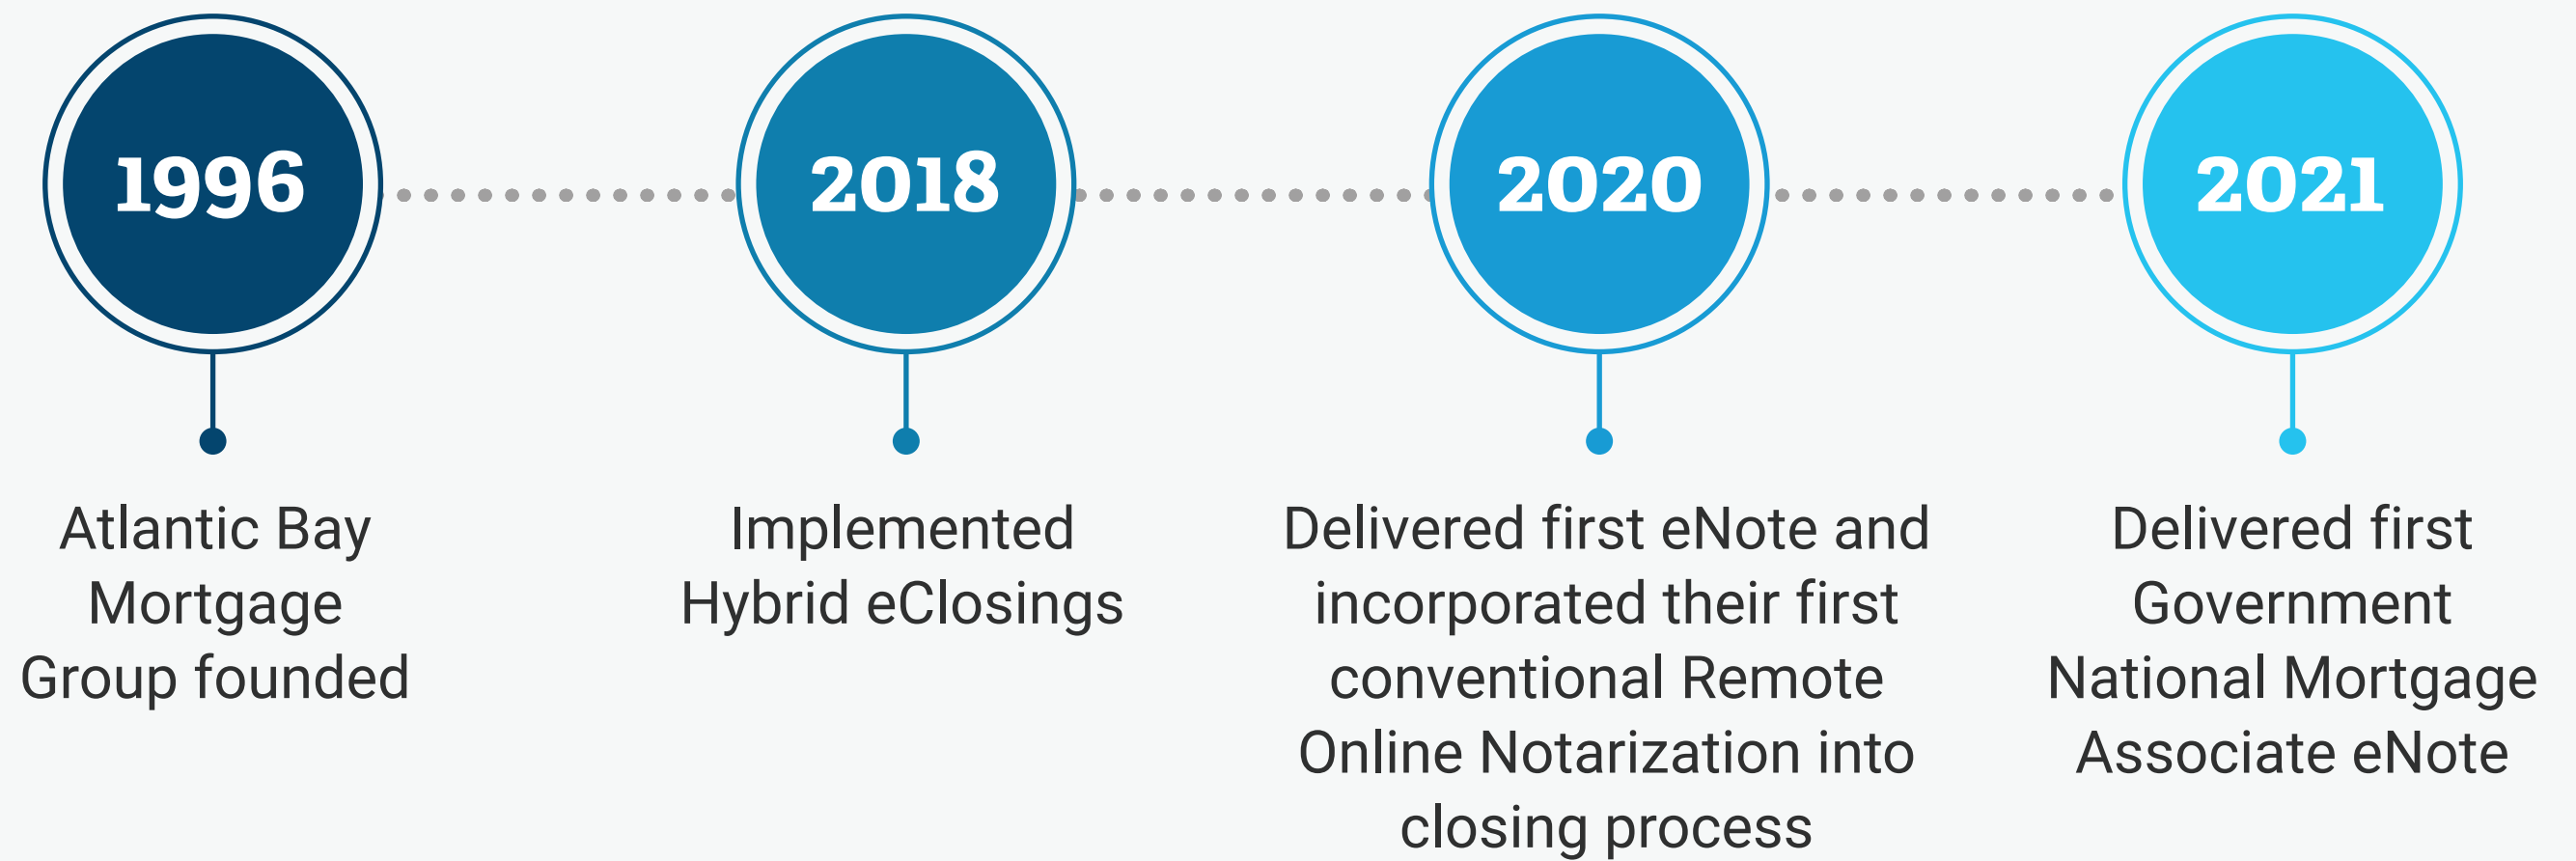 1996
Atlantic Bay
Mortgage
Group founded
2018
Implemented
Hybrid eClosings
2020
Delivered first eNote and
incorporated their first
conventional Remote
Online Notarization into
closing process
2021
Delivered first
Government
National Mortgage
Associate eNote